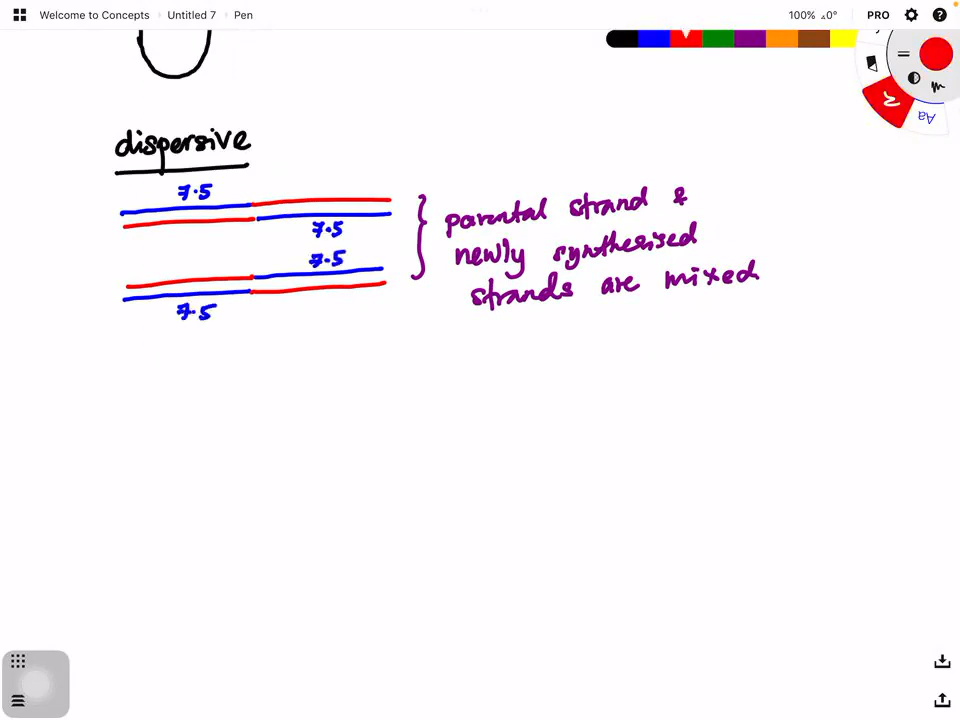 Welcome to Concepts > Untitled 7 > Pen
100% 0° PRO
Aa
dispersive
7.5
7.5
7.5
7.5
parental strand &
newly synthesised
strands are mixed